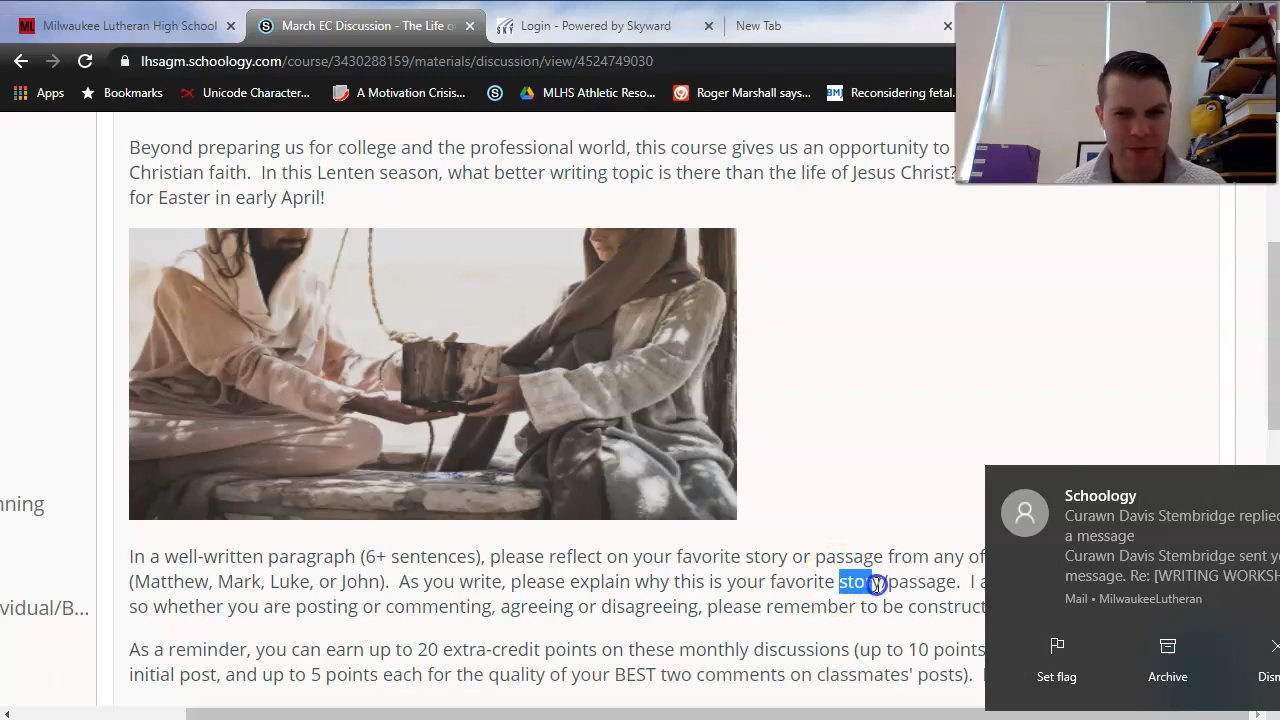 Milwaukee Lutheran High School
March EC Discussion - The Life o
Login - Powered by Skyward
New Tab
lhsagm.schoology.com/course/3430288159/materials/discussion/view/4524749030
Apps
Bookmarks
Unicode Character...
A Motivation Crisis...
MLHS Athletic Reso...
Roger Marshall says...
BMJ
Reconsidering fetal...
Beyond preparing us for college and the professional world, this course gives us an opportunity to
Christian faith. In this Lenten season, what better writing topic is there than the life of Jesus Christ?
for Easter in early April!
nning
vidual/B...
In a well-written paragraph (6+ sentences), please reflect on your favorite story or passage from any of
(Matthew, Mark, Luke, or John). As you write, please explain why this is your favorite story passage. I a
so whether you are posting or commenting, agreeing or disagreeing, please remember to be construct
As a reminder, you can earn up to 20 extra-credit points on these monthly discussions (up to 10 points
initial post, and up to 5 points each for the quality of your BEST two comments on classmates' posts).
Schoology
Curawn Davis Stembridge replied
a message
Curawn Davis Stembridge sent yo
message. Re: [WRITING WORKSH
Mail • MilwaukeeLutheran
Set flag
Archive
Dism